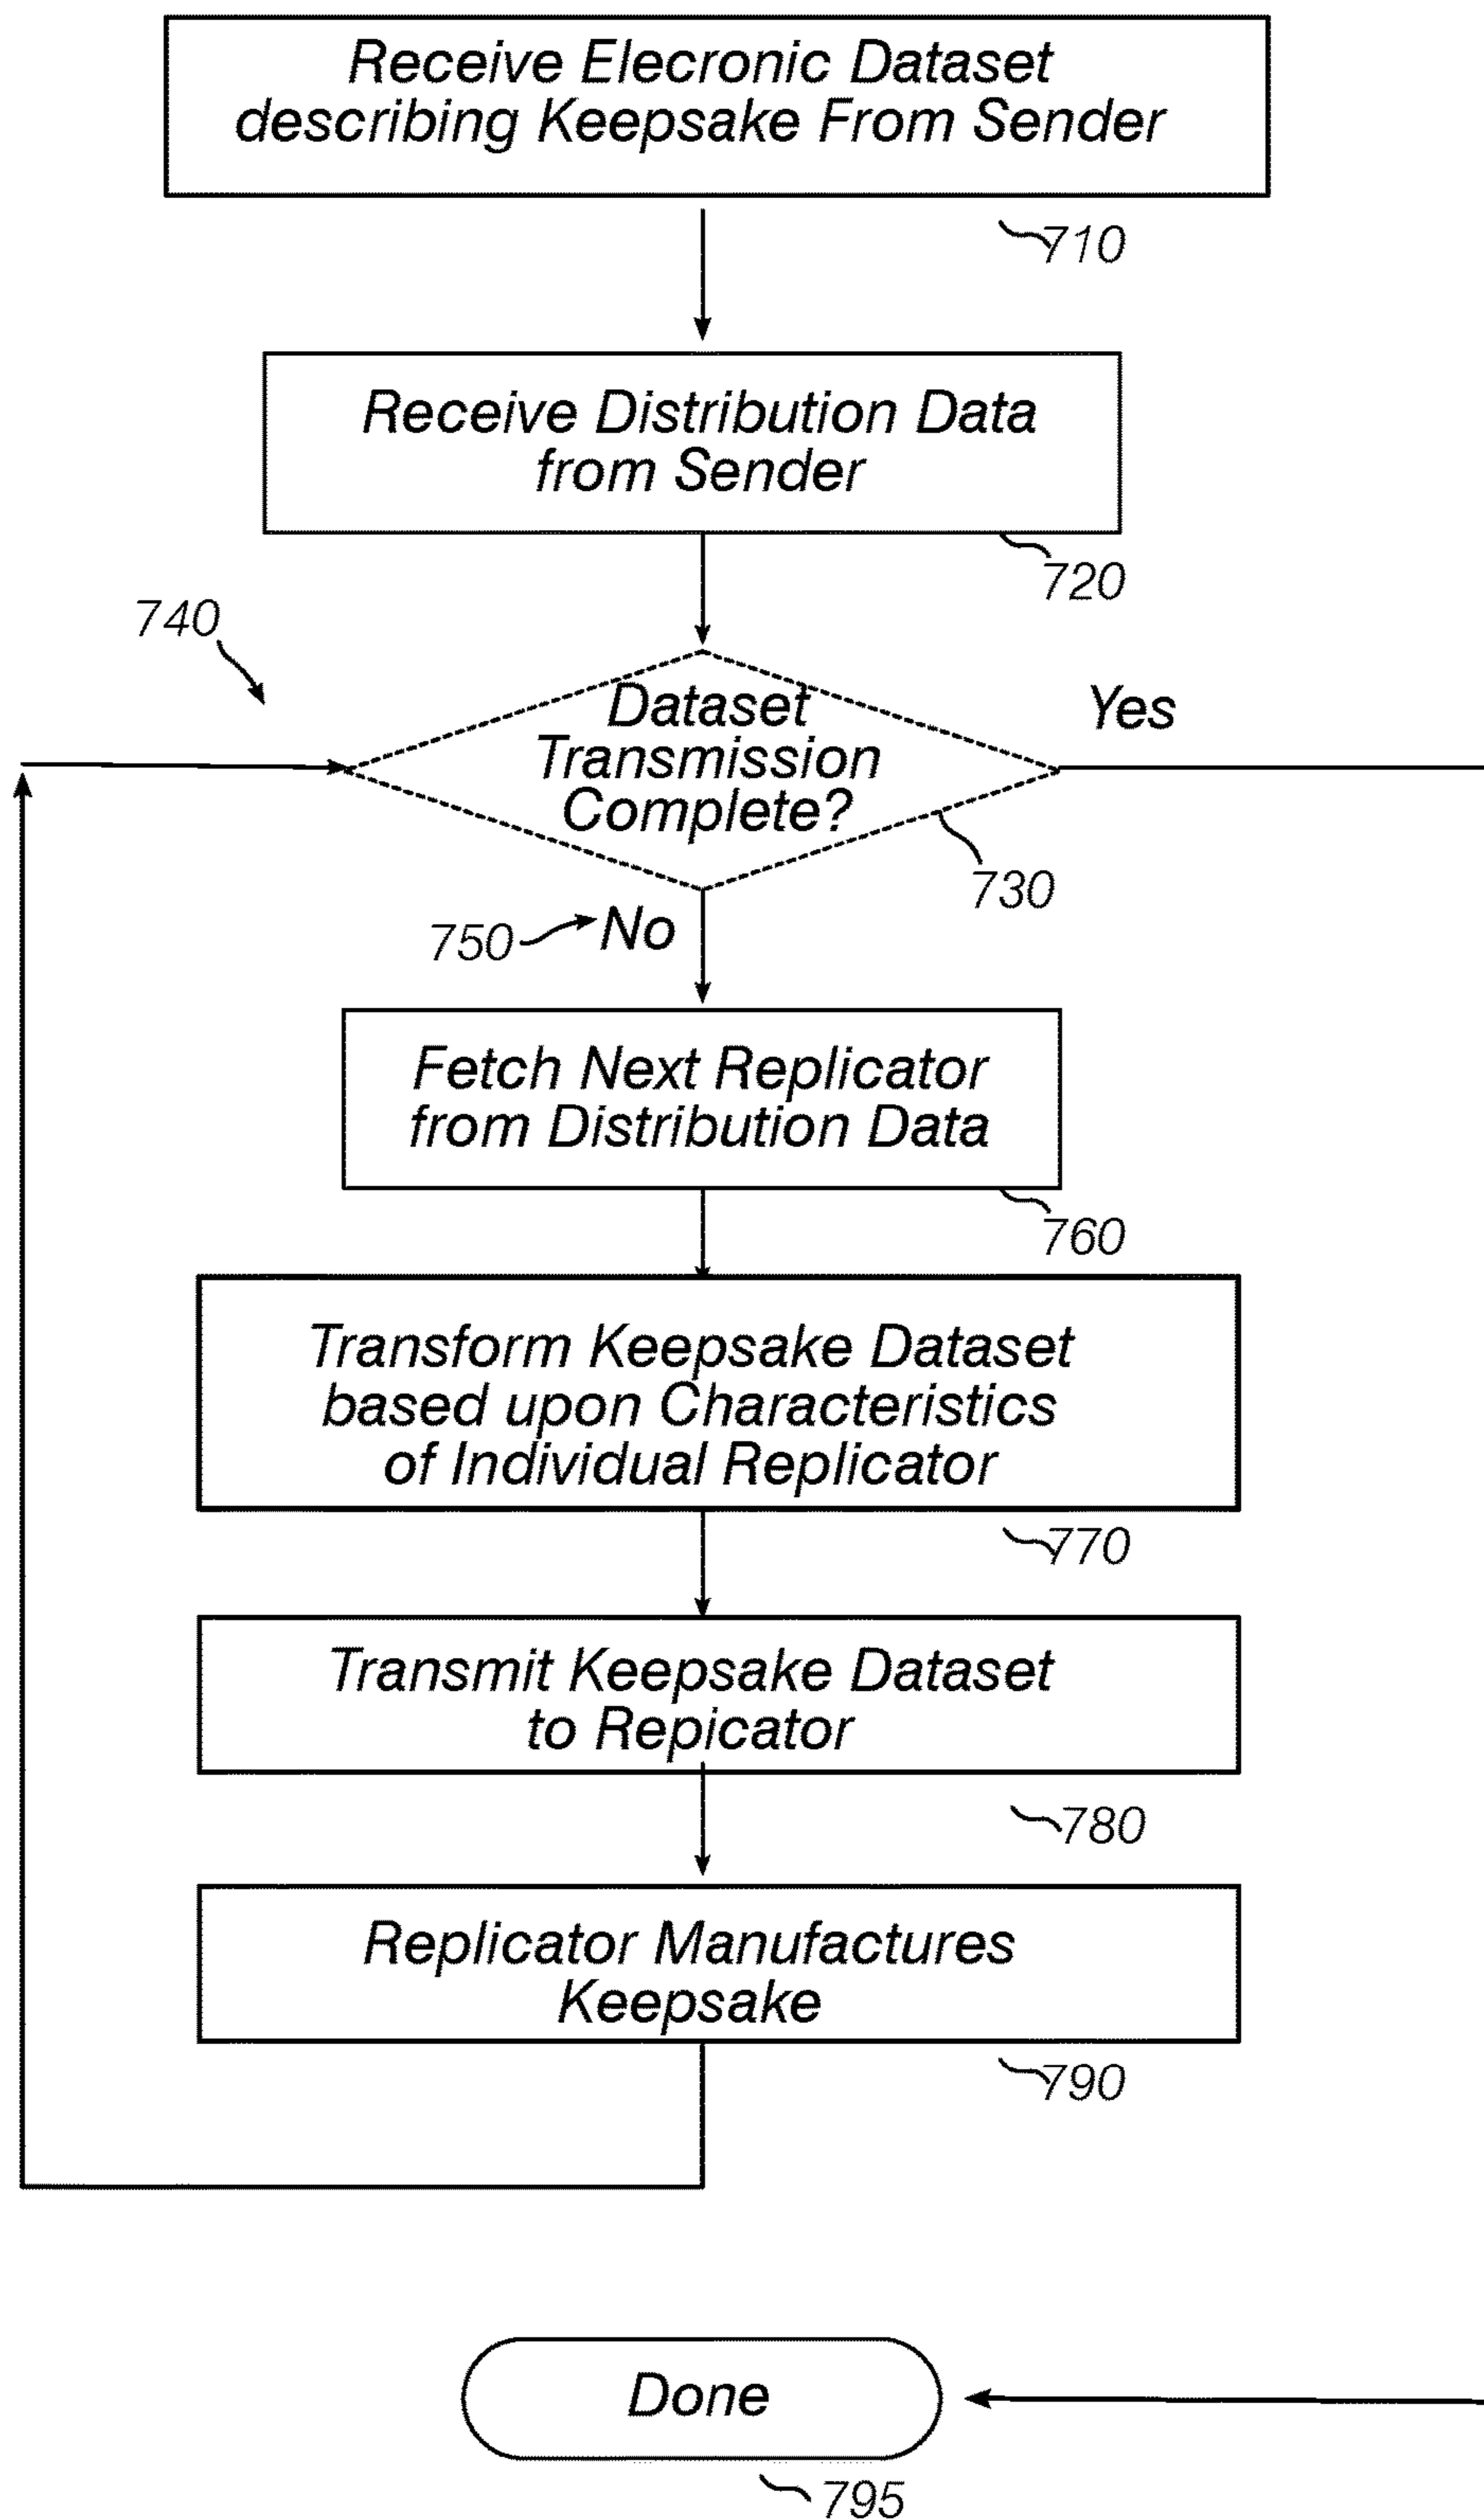 Receive Elecronic Dataset
describing Keepsake From Sender
710
Receive Distribution Data
from Sender
720
740
Dataset
Transmission
Complete?
Yes
730
750
No
Fetch Next Replicator
from Distribution Data
760
Transform Keepsake Dataset
based upon Characteristics
of Individual Replicator
770
Transmit Keepsake Dataset
to Repicator
780
Replicator Manufactures
Keepsake
790
Done
795